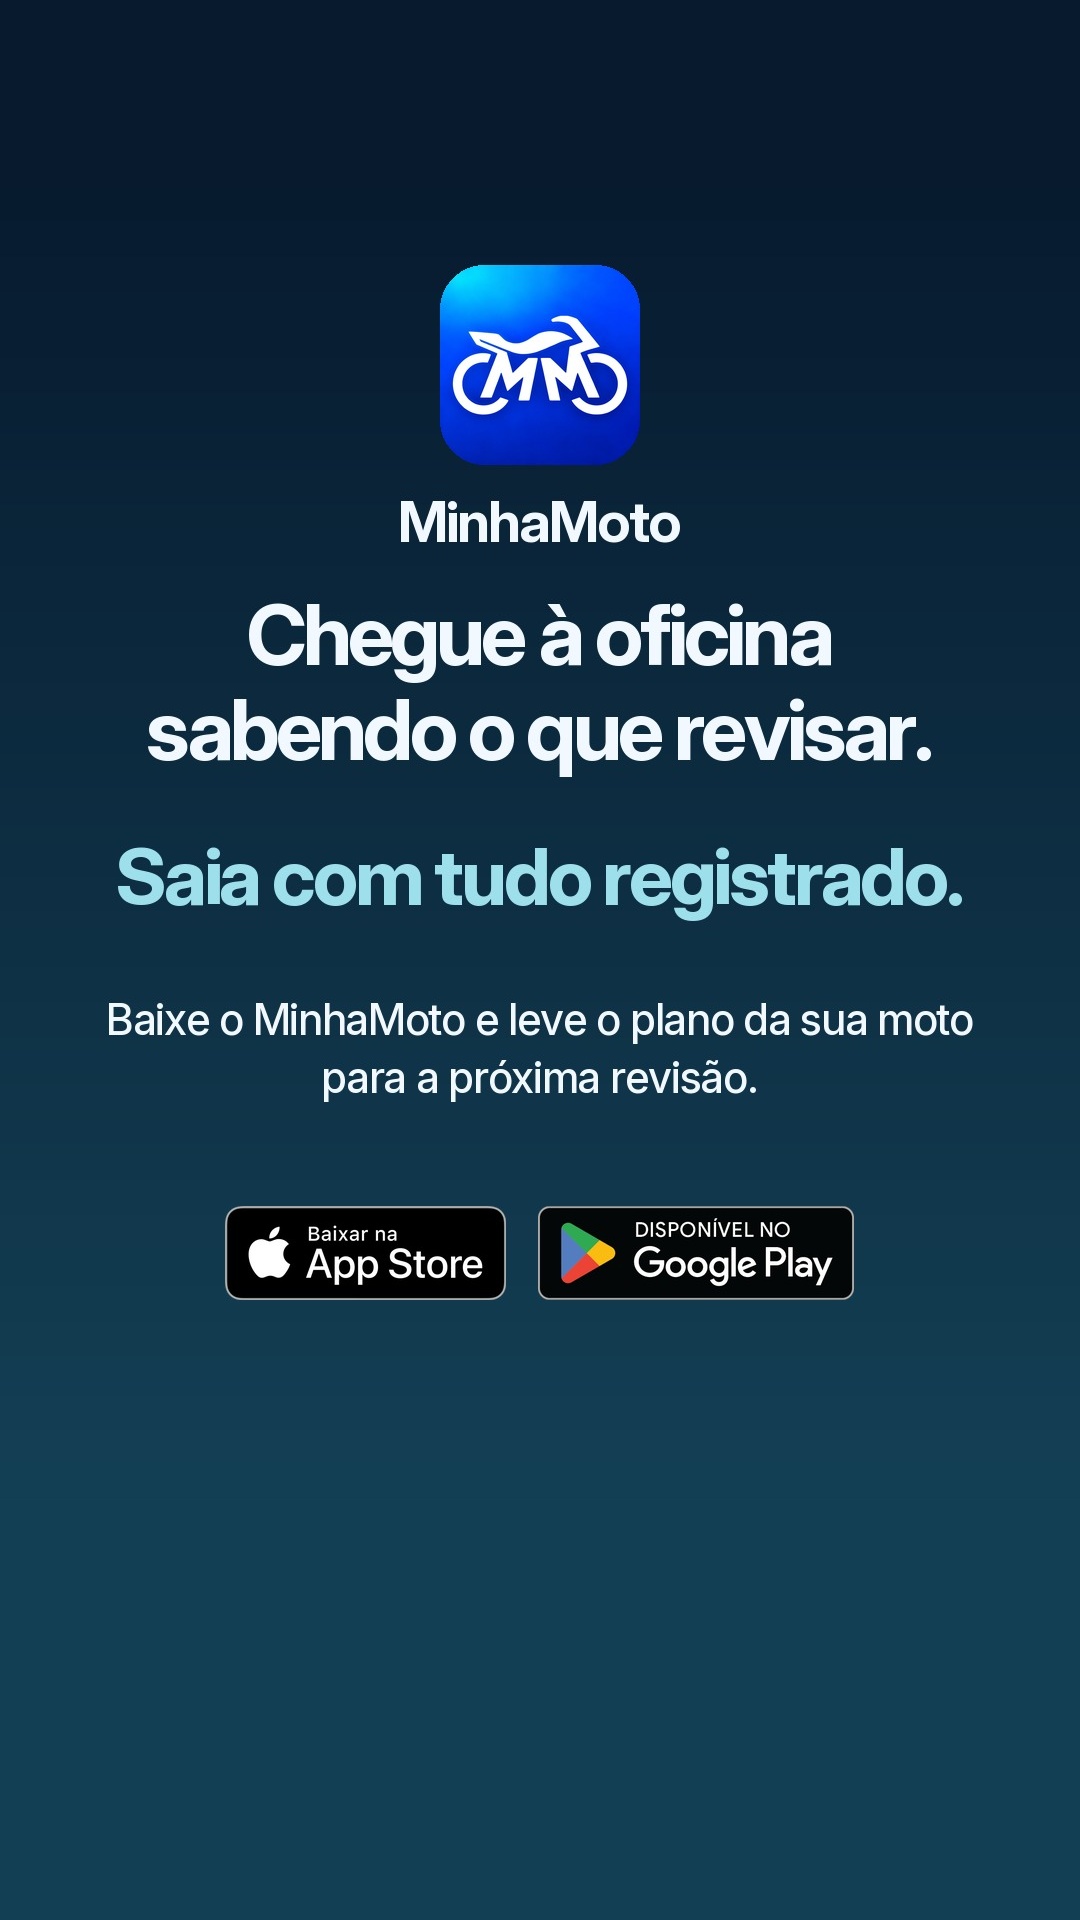 MM
MinhaMoto
Chegue à oficina
sabendo o que revisar.
Saia com tudo registrado.
Baixe o MinhaMoto e leve o plano da sua moto
para a próxima revisão.
Baixar na
App Store
DISPONÍVEL NO
Google Play